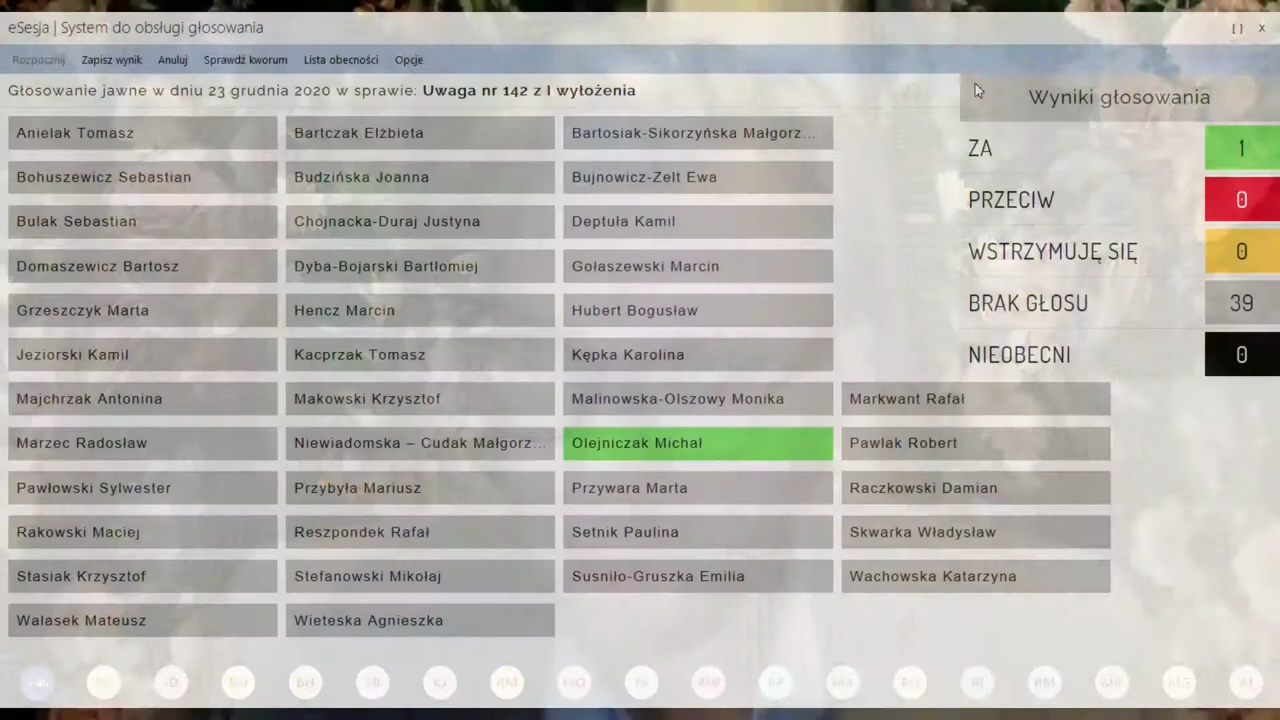 eSesja | System do obsługi głosowania
[ ] X
Rozpocznij Zapisz wynik Anuluj Sprawdź kworum Lista obecności Opcje
Głosowanie jawne w dniu 23 grudnia 2020 w sprawie: Uwaga nr 142 z I wyłożenia
Wyniki głosowania
ZA 1
PRZECIW 0
WSTRZYMUJĘ SIĘ 0
BRAK GŁOSU 39
NIEOBECNI 0
Anielak Tomasz Bartczak Elżbieta Bartosiak-Sikorzyńska Małgorz...
Bohuszewicz Sebastian Budzińska Joanna Bujnowicz-Zelt Ewa
Bulak Sebastian Chojnacka-Duraj Justyna Deptuła Kamil
Domaszewicz Bartosz Dyba-Bojarski Bartłomiej Gołaszewski Marcin
Grzeszczyk Marta Hencz Marcin Hubert Bogusław
Jeziorski Kamil Kacprzak Tomasz Kępka Karolina
Majchrzak Antonina Makowski Krzysztof Malinowska-Olszowy Monika Markwant Rafał
Marzec Radosław Niewiadomska – Cudak Małgorz... Olejniczak Michał Pawlak Robert
Pawłowski Sylwester Przybyła Mariusz Przywara Marta Raczkowski Damian
Rakowski Maciej Reszpondek Rafał Setnik Paulina Skwarka Władysław
Stasiak Krzysztof Stefanowski Mikołaj Susniło-Gruszka Emilia Wachowska Katarzyna
Walasek Mateusz Wieteska Agnieszka